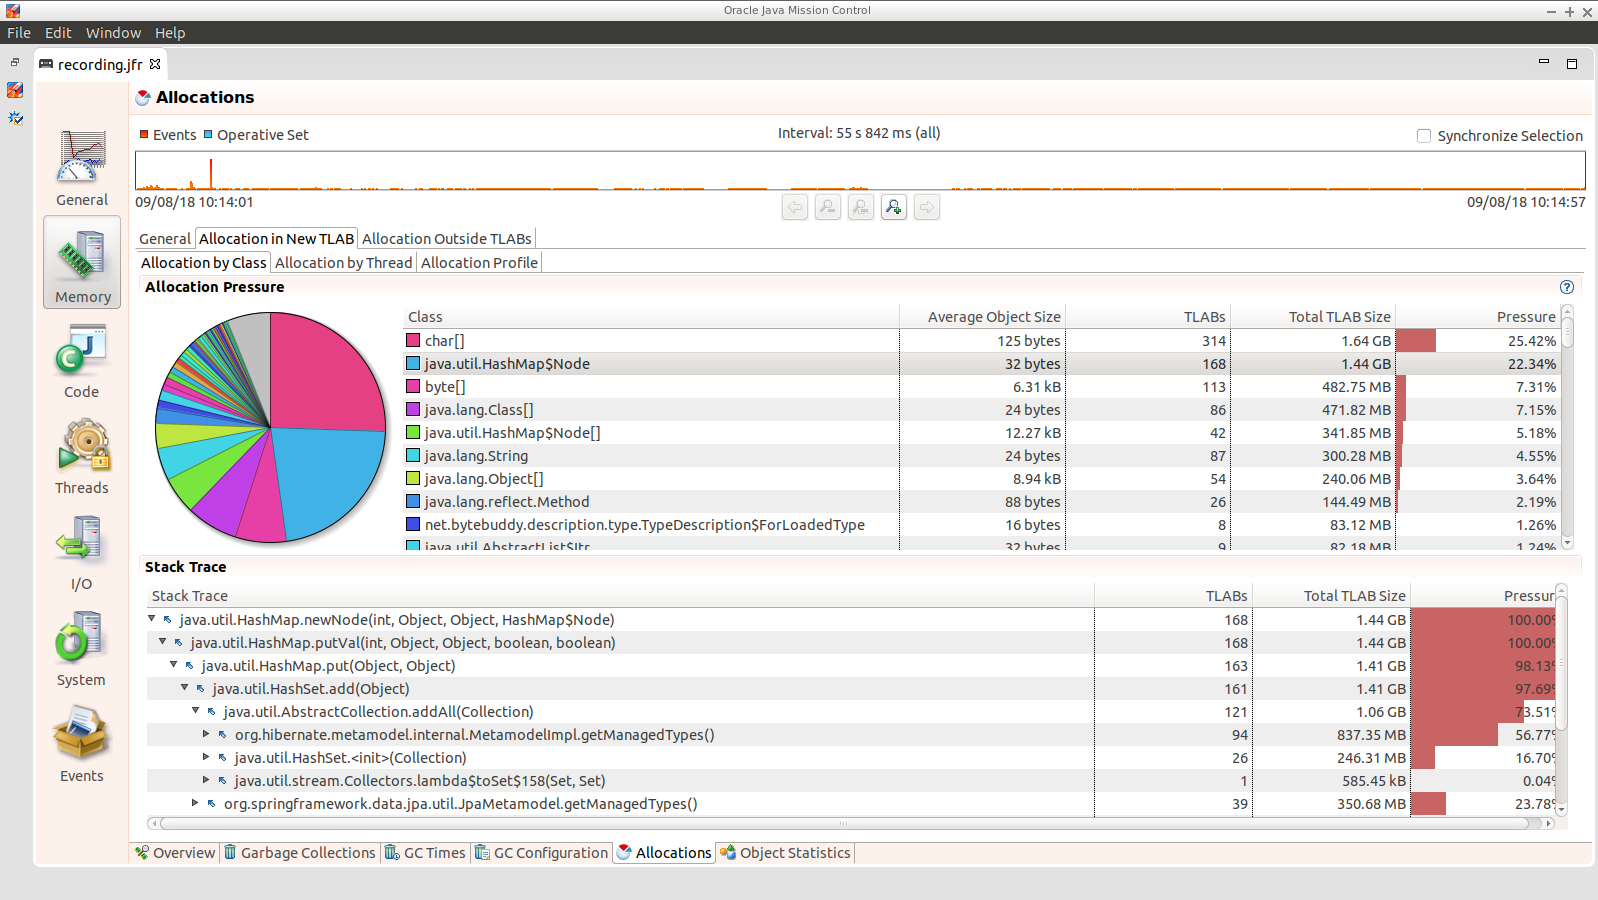 Oracle Java Mission Control
File Edit Window Help
recording.jfr
Allocations
Events Operative Set Interval: 55 s 842 ms (all) Synchronize Selection
09/08/18 10:14:01 09/08/18 10:14:57
General Allocation in New TLAB Allocation Outside TLABs
Allocation by Class Allocation by Thread Allocation Profile
Allocation Pressure
Class Average Object Size TLABs Total TLAB Size Pressure
char[] 125 bytes 314 1.64 GB 25.42%
java.util.HashMap$Node 32 bytes 168 1.44 GB 22.34%
byte[] 6.31 kB 113 482.75 MB 7.31%
java.lang.Class[] 24 bytes 86 471.82 MB 7.15%
java.util.HashMap$Node[] 12.27 kB 42 341.85 MB 5.18%
java.lang.String 24 bytes 87 300.28 MB 4.55%
java.lang.Object[] 8.94 kB 54 240.06 MB 3.64%
java.lang.reflect.Method 88 bytes 26 144.49 MB 2.19%
net.bytebuddy.description.type.TypeDescription$ForLoadedType 16 bytes 8 83.12 MB 1.26%
java.util.AbstractList$Itr 32 bytes 9 82.18 MB 1.24%
Stack Trace
Stack Trace TLABs Total TLAB Size Pressur
java.util.HashMap.newNode(int, Object, Object, HashMap$Node) 168 1.44 GB 100.00%
java.util.HashMap.putVal(int, Object, Object, boolean, boolean) 168 1.44 GB 100.00%
java.util.HashMap.put(Object, Object) 163 1.41 GB 98.13%
java.util.HashSet.add(Object) 161 1.41 GB 97.69%
java.util.AbstractCollection.addAll(Collection) 121 1.06 GB 73.51%
org.hibernate.metamodel.internal.MetamodelImpl.getManagedTypes() 94 837.35 MB 56.77%
java.util.HashSet.<init>(Collection) 26 246.31 MB 16.70%
java.util.stream.Collectors.lambda$toSet$158(Set, Set) 1 585.45 kB 0.04%
org.springframework.data.jpa.util.JpaMetamodel.getManagedTypes() 39 350.68 MB 23.78%
General
Memory
Code
Threads
I/O
System
Events
Overview Garbage Collections GC Times GC Configuration Allocations Object Statistics